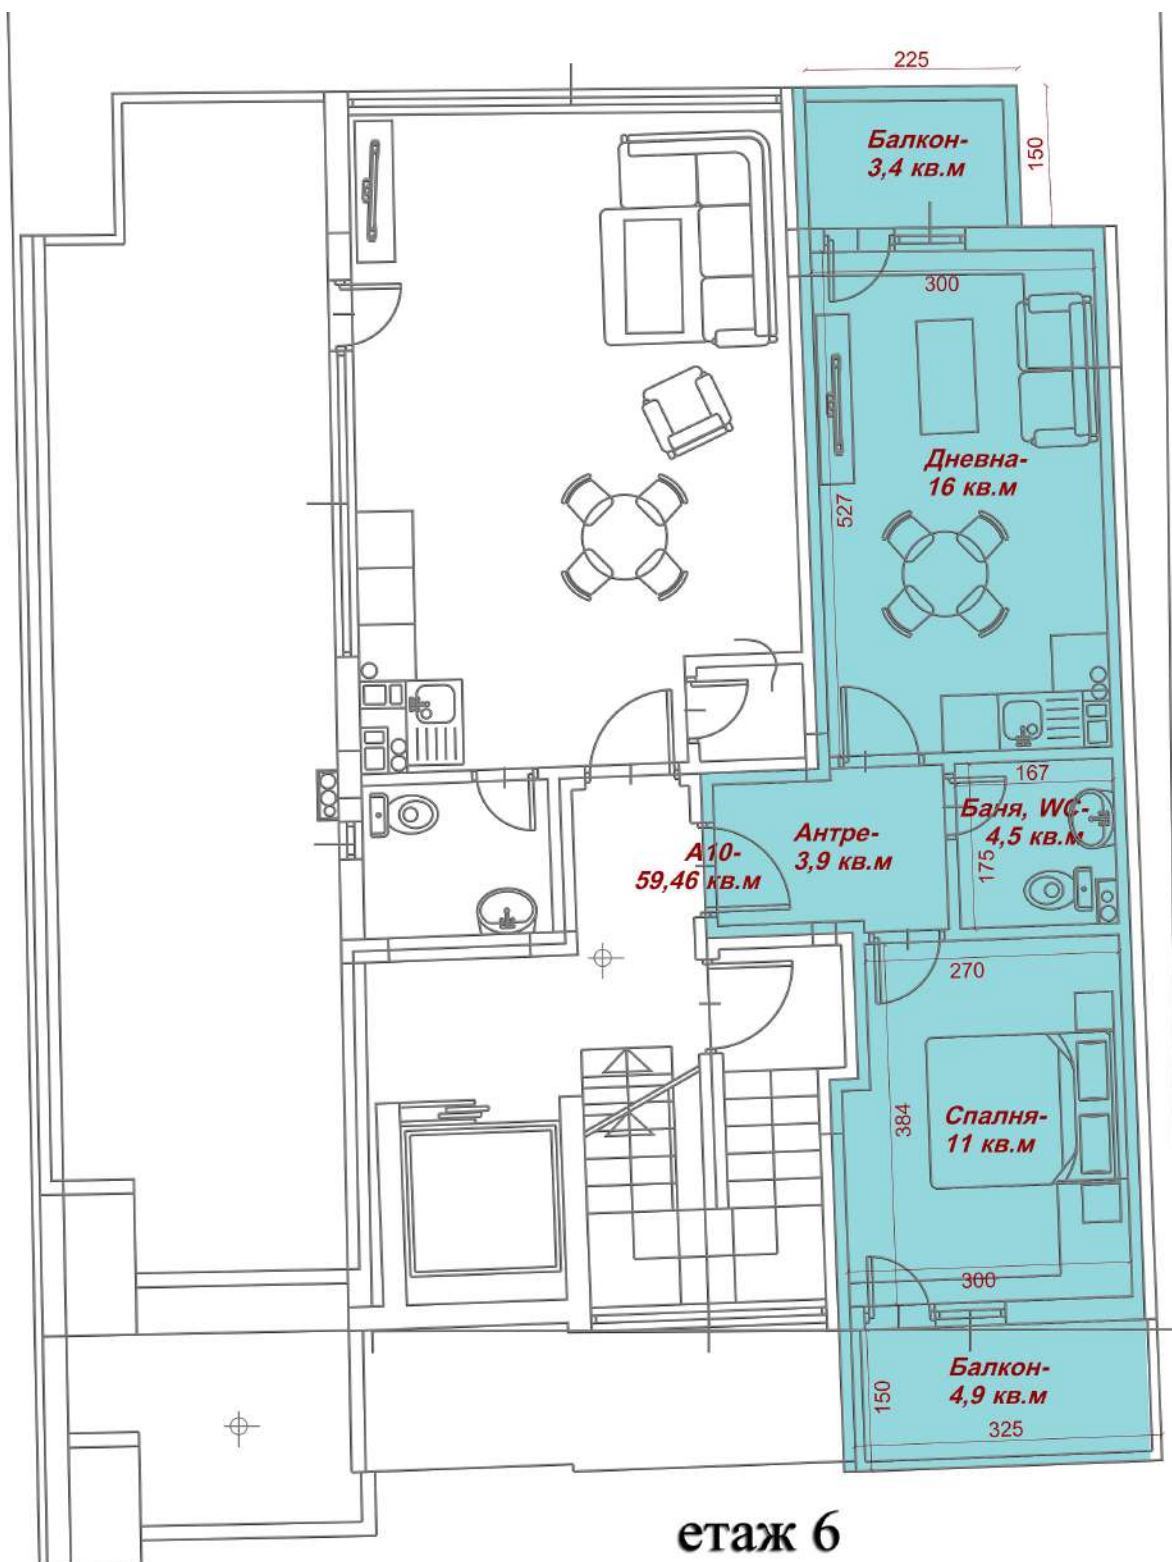 225
Балкон-
3,4 кв.м
150
300
Дневна-
16 кв.м
527
167
Баня, WC-
4,5 кв.м
175
Антре-
3,9 кв.м
А10-
59,46 кв.м
270
384
Спалня-
11 кв.м
300
Балкон-
4,9 кв.м
150
325
етаж 6